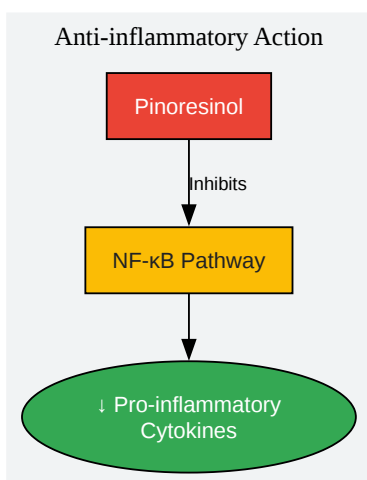 Anti-inflammatory Action
Pinoresinol
Inhibits
NF-κB Pathway
↓ Pro-inflammatory
Cytokines